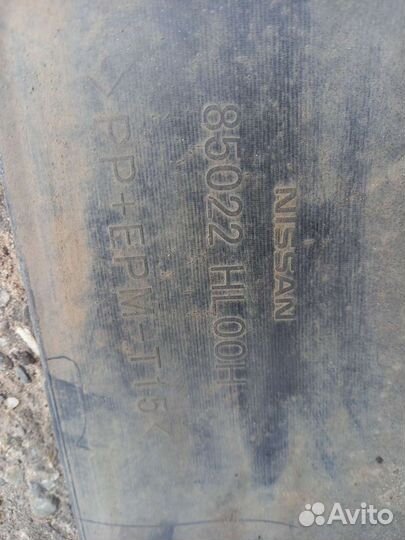 NISSAN
85022 HL00H
>PP+EPM-T15<
Avito